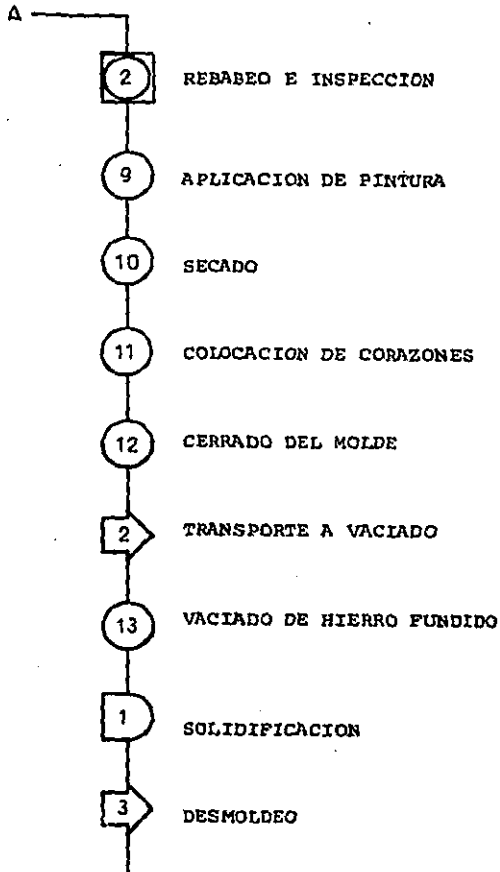 A
2 REBABEO E INSPECCION
9 APLICACION DE PINTURA
10 SECADO
11 COLOCACION DE CORAZONES
12 CERRADO DEL MOLDE
2 TRANSPORTE A VACIADO
13 VACIADO DE HIERRO FUNDIDO
1 SOLIDIFICACION
3 DESMOLDEO